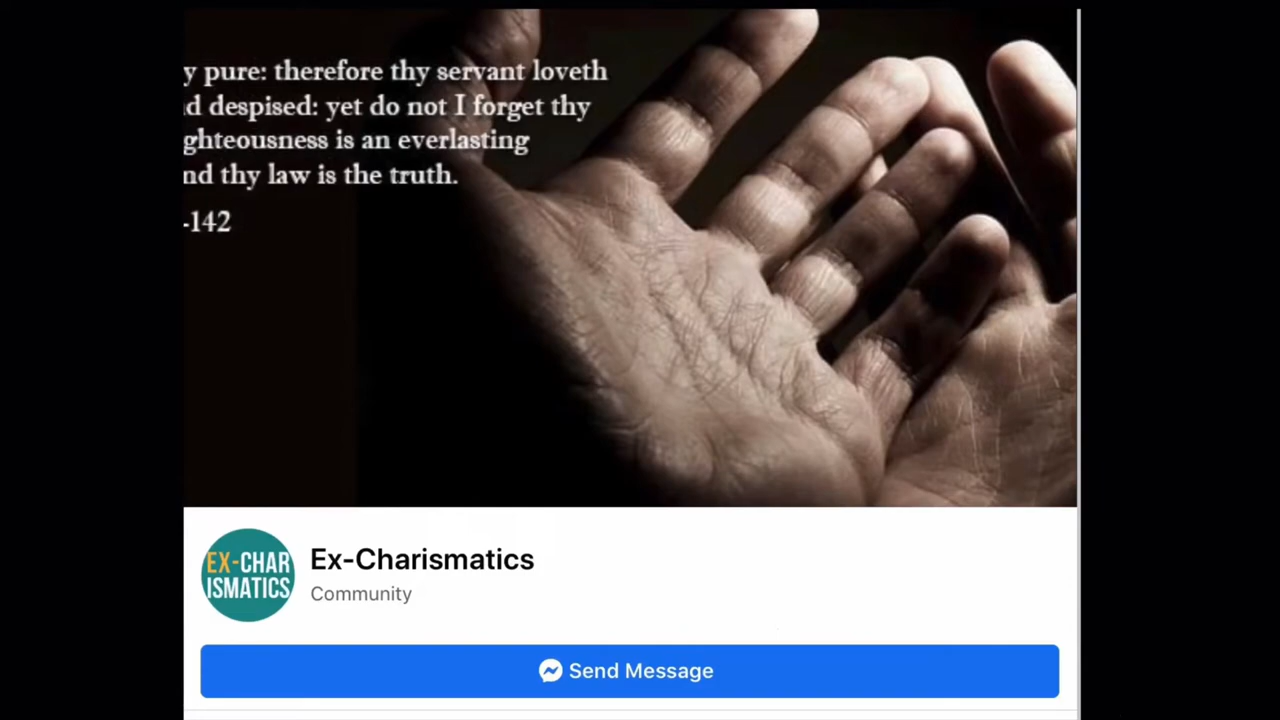 y pure: therefore thy servant loveth
d despised: yet do not I forget thy
ghteousness is an everlasting
nd thy law is the truth.
-142
EX-CHAR
ISMATICS
Ex-Charismatics
Community
Send Message